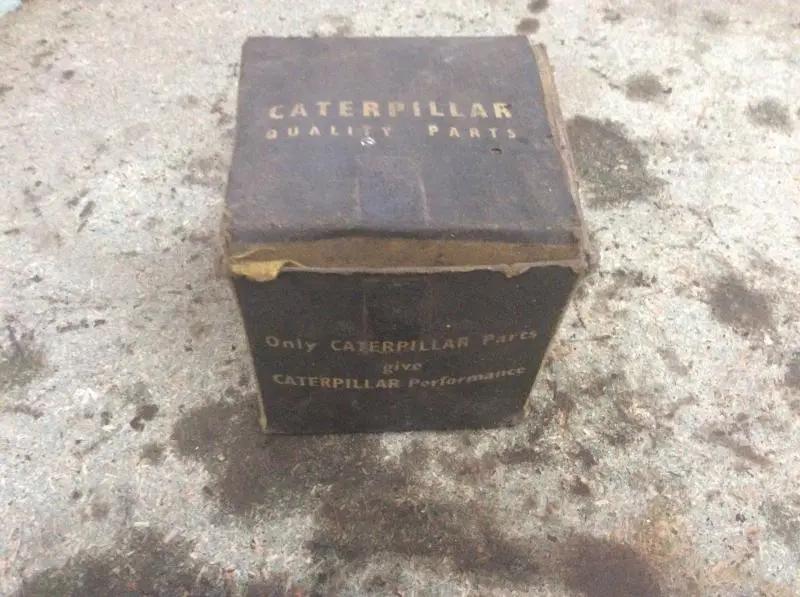 CATERPILLAR
QUALITY PARTS
Only CATERPILLAR Parts
give
CATERPILLAR Performance